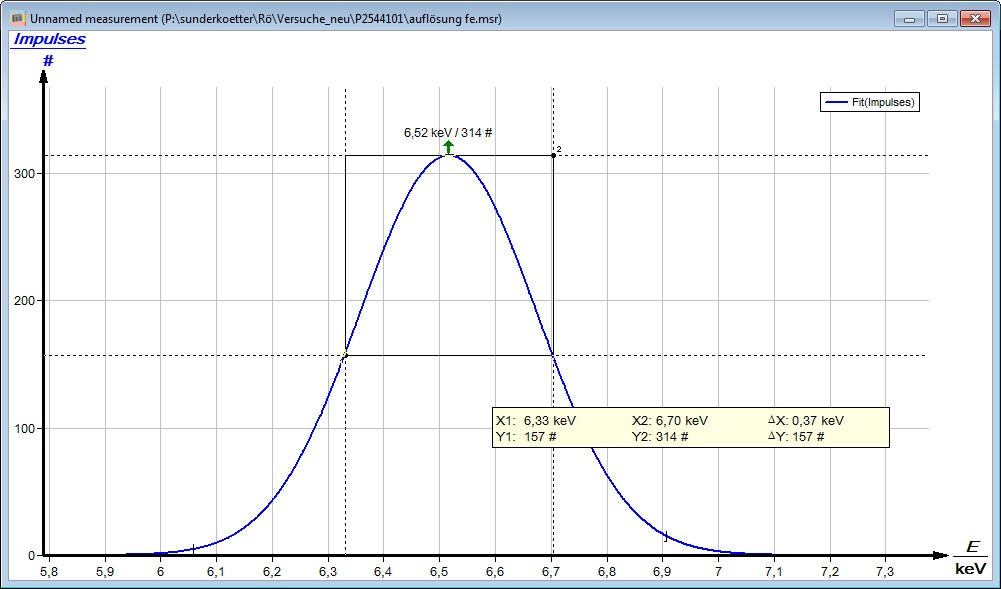 Unnamed measurement (P:\sunderkoetter\Rö\Versuche_neu\P2544101\auflösung fe.msr)
Impulses
#
Fit(Impulses)
6,52 keV / 314 #
2
300
200
X1: 6,33 keV X2: 6,70 keV ΔX: 0,37 keV
Y1: 157 # Y2: 314 # ΔY: 157 #
100
0
5,8 5,9 6 6,1 6,2 6,3 6,4 6,5 6,6 6,7 6,8 6,9 7 7,1 7,2 7,3
E
keV